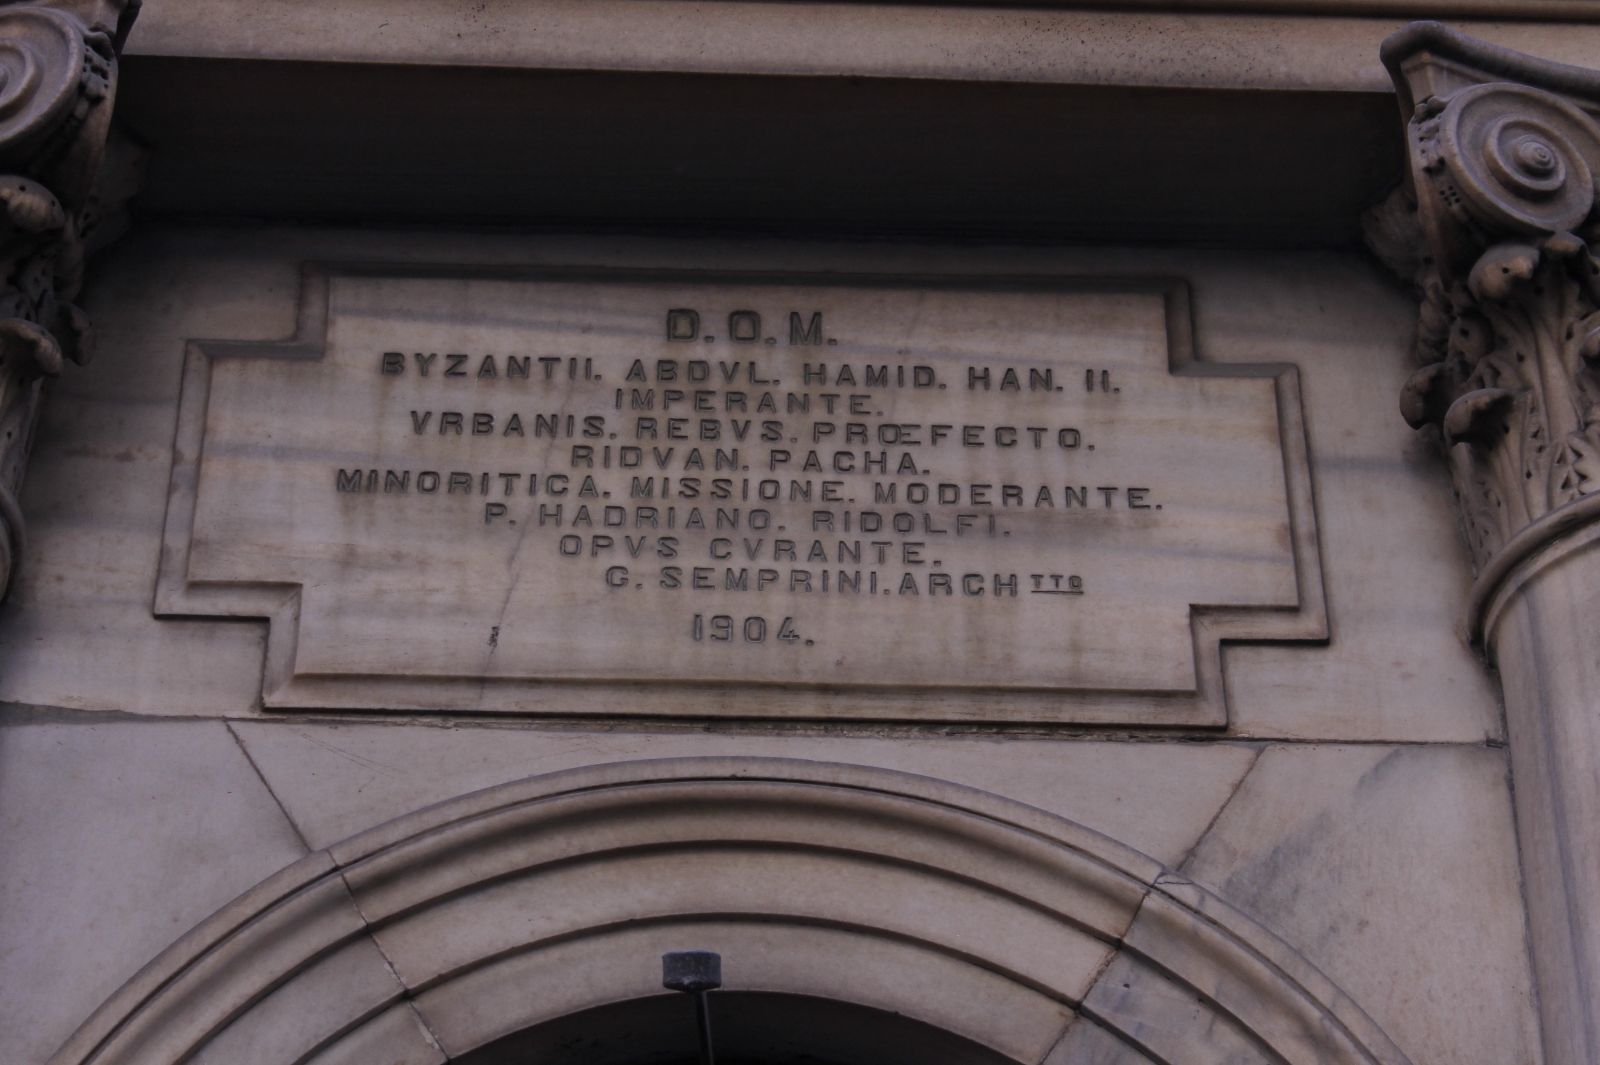 D.O.M.
BYZANTII. ABDVL. HAMID. HAN. II.
IMPERANTE.
VRBANIS. REBVS. PRŒFECTO.
RIDVAN. PACHA.
MINORITICA. MISSIONE. MODERANTE.
P. HADRIANO. RIDOLFI.
OPVS CVRANTE.
G. SEMPRINI. ARCHTTO
1904.